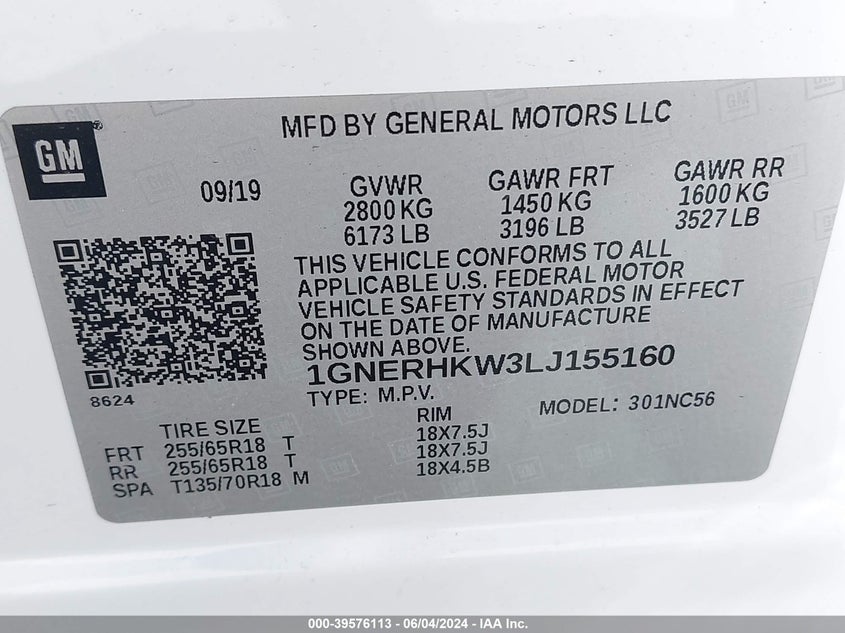 GM
MFD BY GENERAL MOTORS LLC
09/19
GVWR
2800 KG
6173 LB
GAWR FRT
1450 KG
3196 LB
GAWR RR
1600 KG
3527 LB
THIS VEHICLE CONFORMS TO ALL
APPLICABLE U.S. FEDERAL MOTOR
VEHICLE SAFETY STANDARDS IN EFFECT
ON THE DATE OF MANUFACTURE
SHOWN ABOVE.
1GNERHKW3LJ155160
8624
TYPE: M.P.V.
MODEL: 301NC56
TIRE SIZE RIM
FRT 255/65R18 T 18X7.5J
RR 255/65R18 T 18X7.5J
SPA T135/70R18 M 18X4.5B
000-39576113 - 06/04/2024 - IAA Inc.